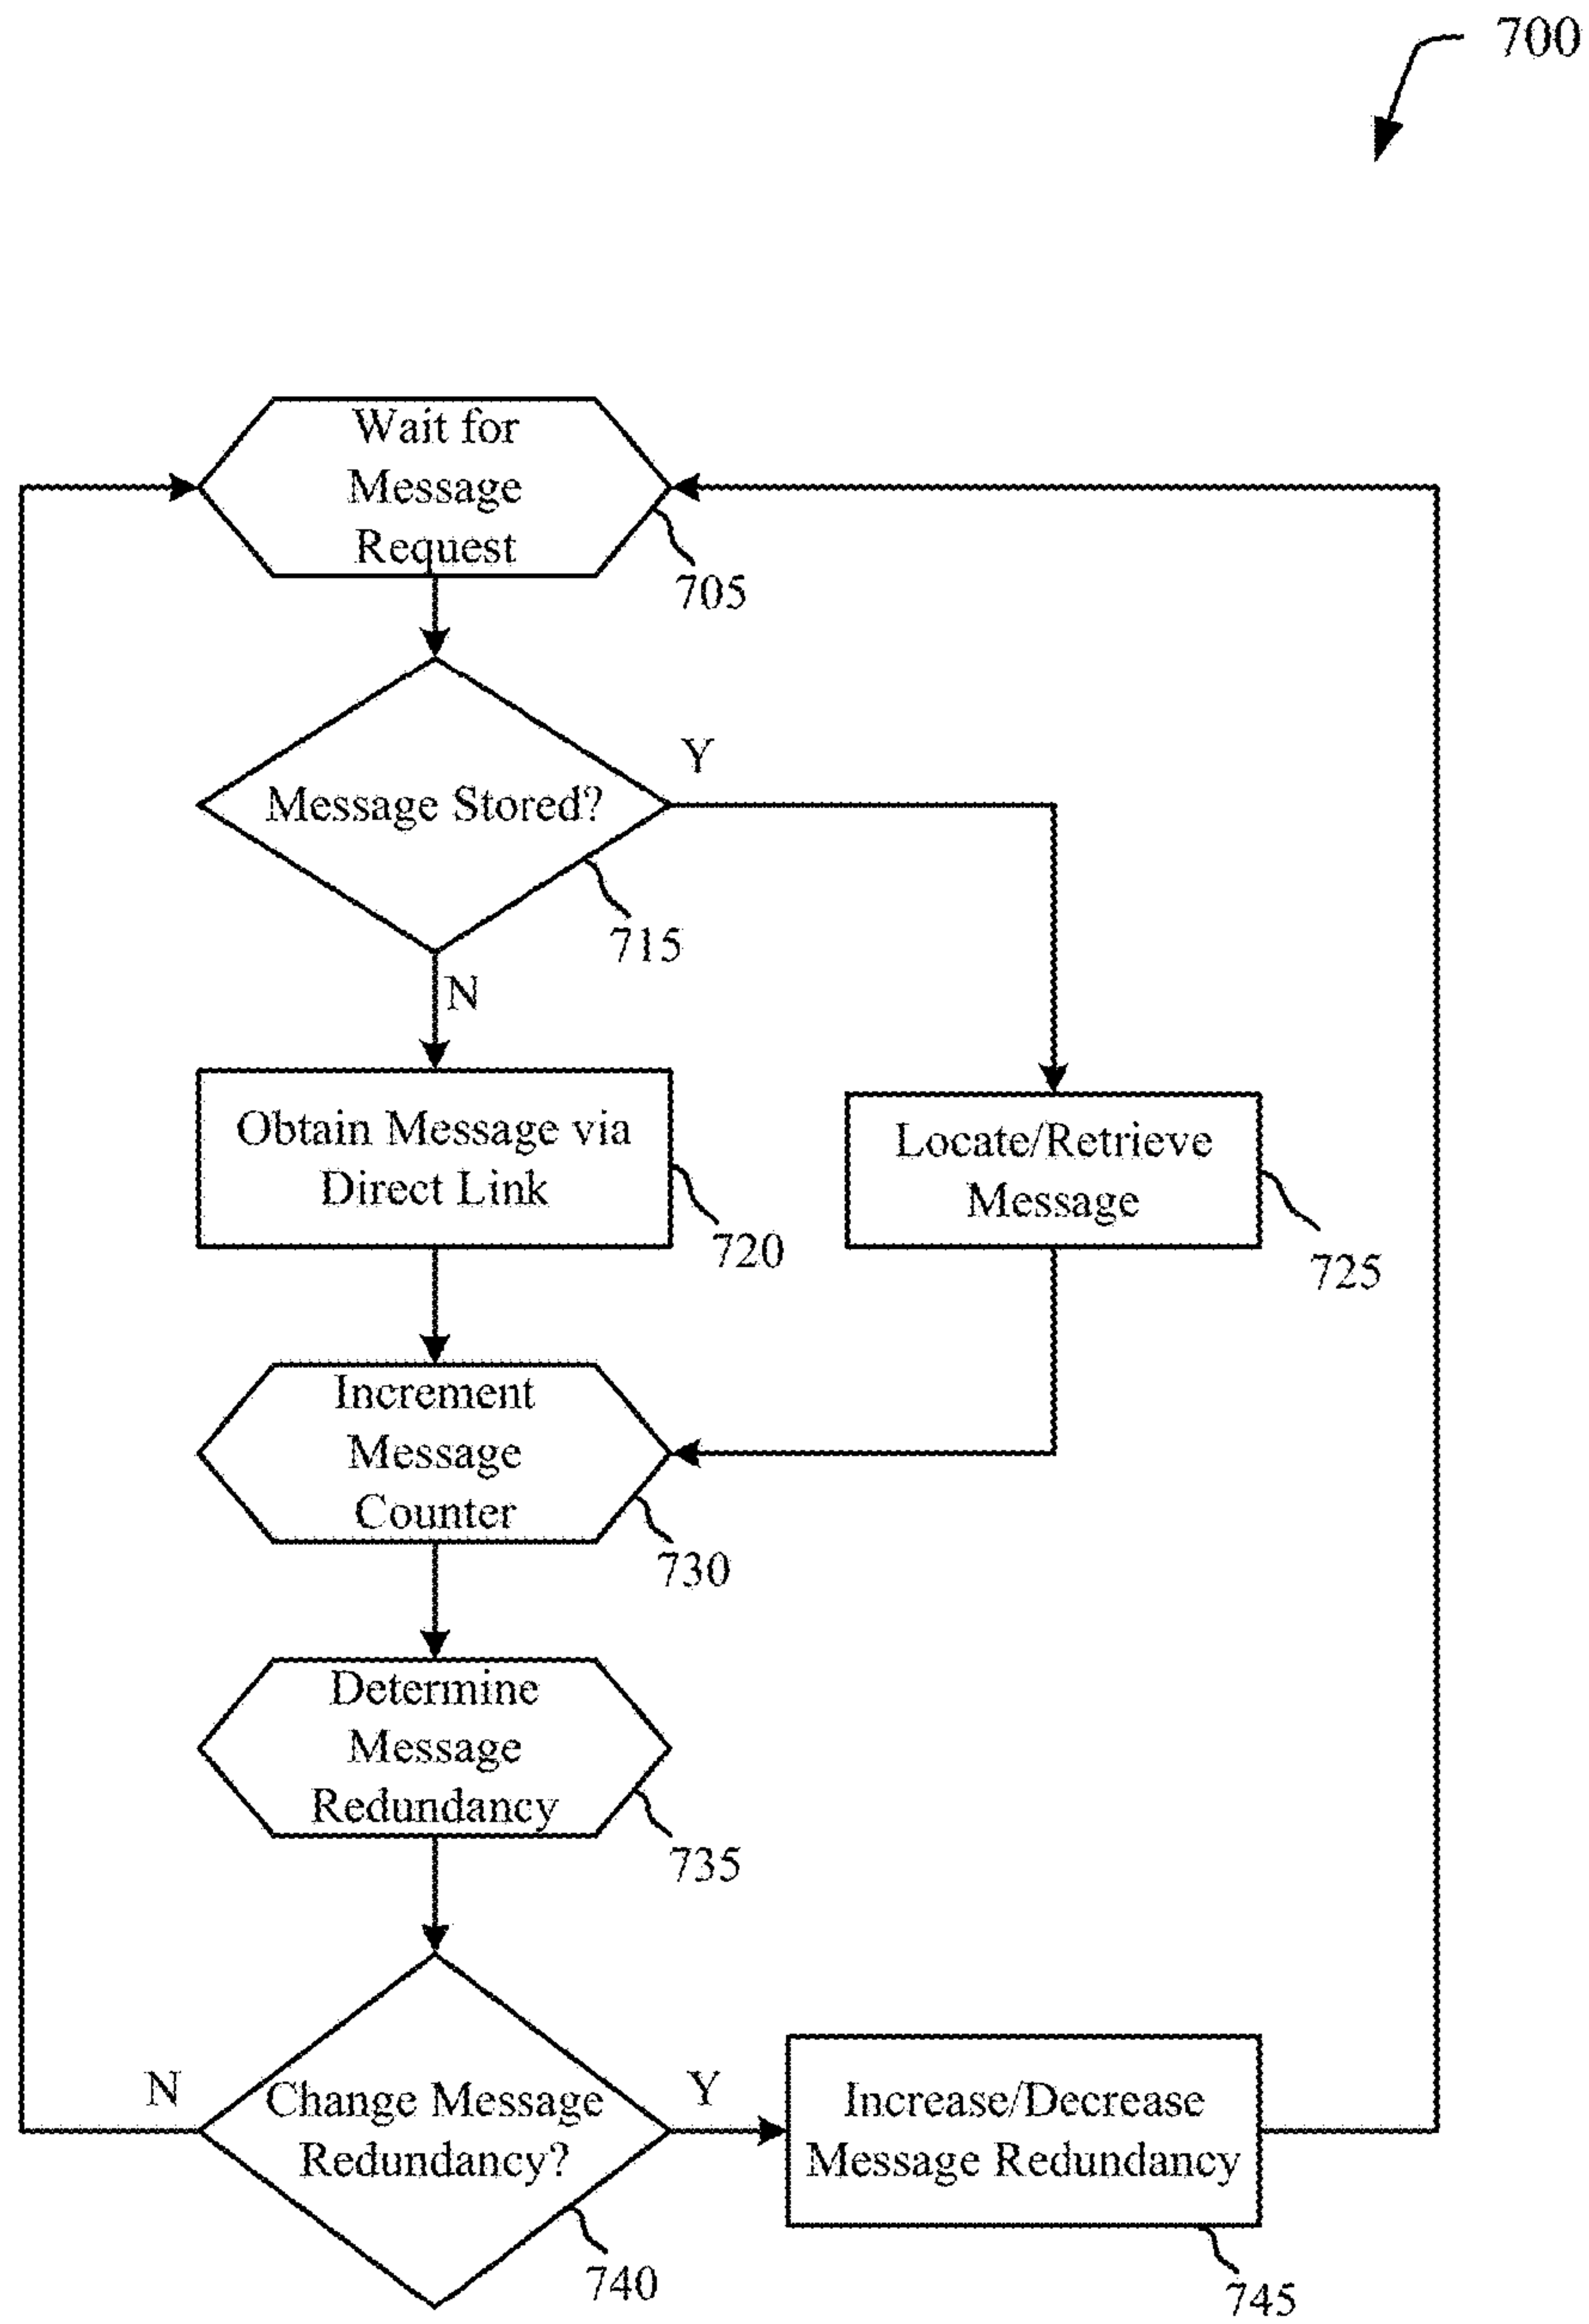 700
Wait for
Message
Request
705
Message Stored?
Y
715
N
Obtain Message via
Direct Link
720
Locate/Retrieve
Message
725
Increment
Message
Counter
730
Determine
Message
Redundancy
735
N
Change Message
Redundancy?
Y
740
Increase/Decrease
Message Redundancy
745